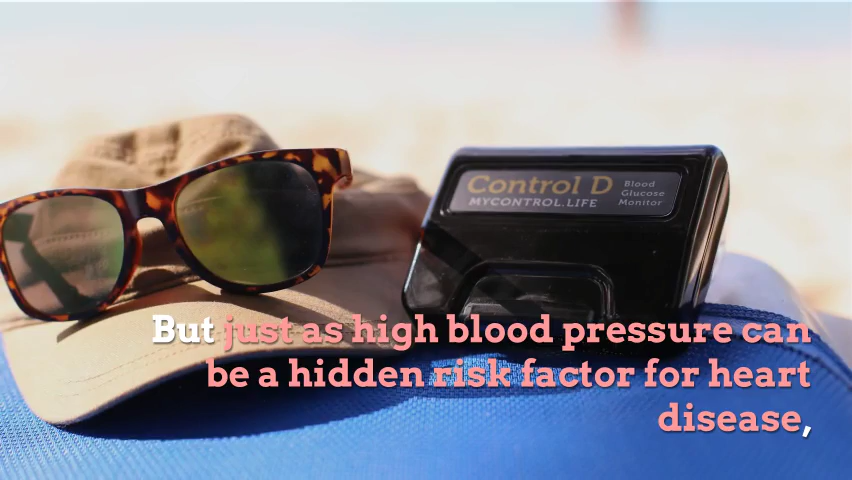 Control D
MYCONTROL.LIFE
Blood
Glucose
Monitor
But just as high blood pressure can
be a hidden risk factor for heart
disease,